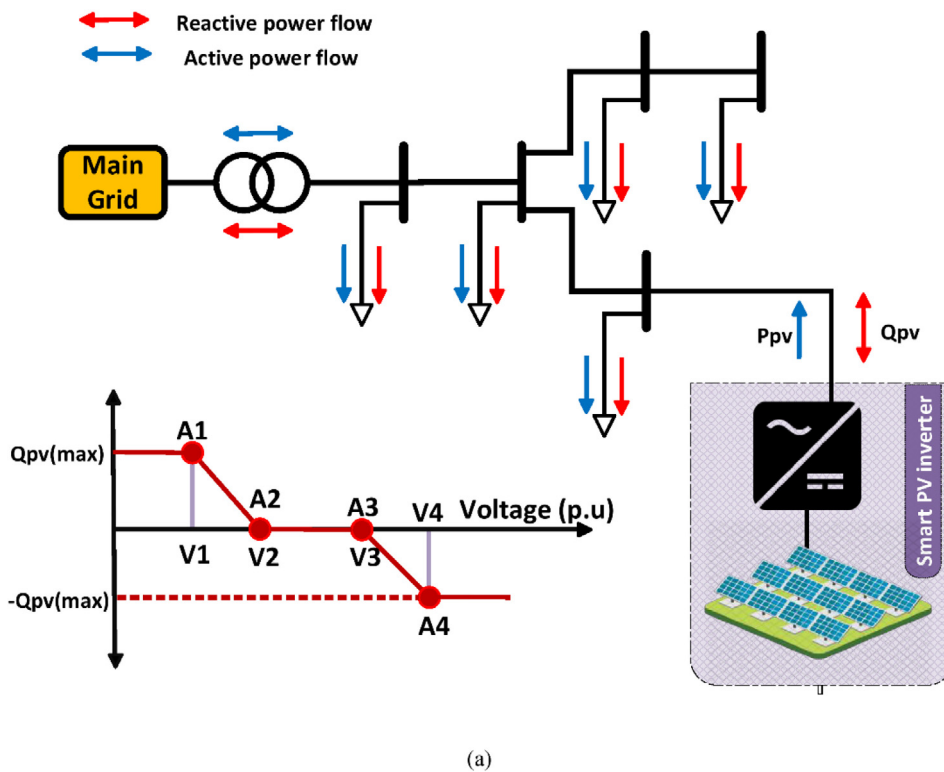 Reactive power flow
Active power flow
Main
Grid
Ppv
Qpv
Smart PV inverter
Qpv(max)
A1
A2
A3
V4
Voltage (p.u)
V1
V2
V3
-Qpv(max)
A4
(a)